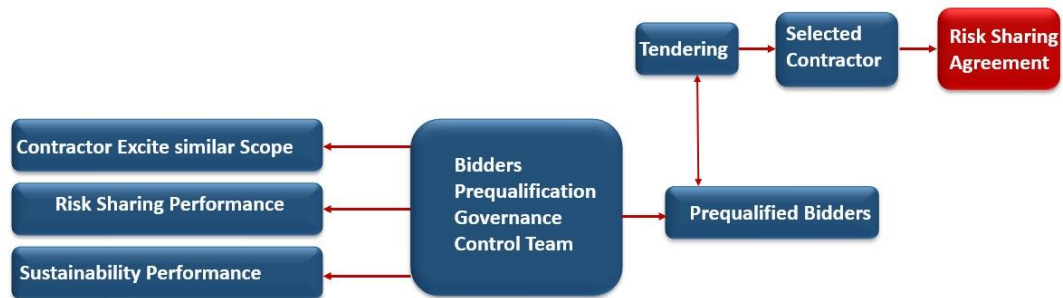 Tendering
Selected
Contractor
Risk Sharing
Agreement
Contractor Excite similar Scope
Risk Sharing Performance
Sustainability Performance
Bidders
Prequalification
Governance
Control Team
Prequalified Bidders